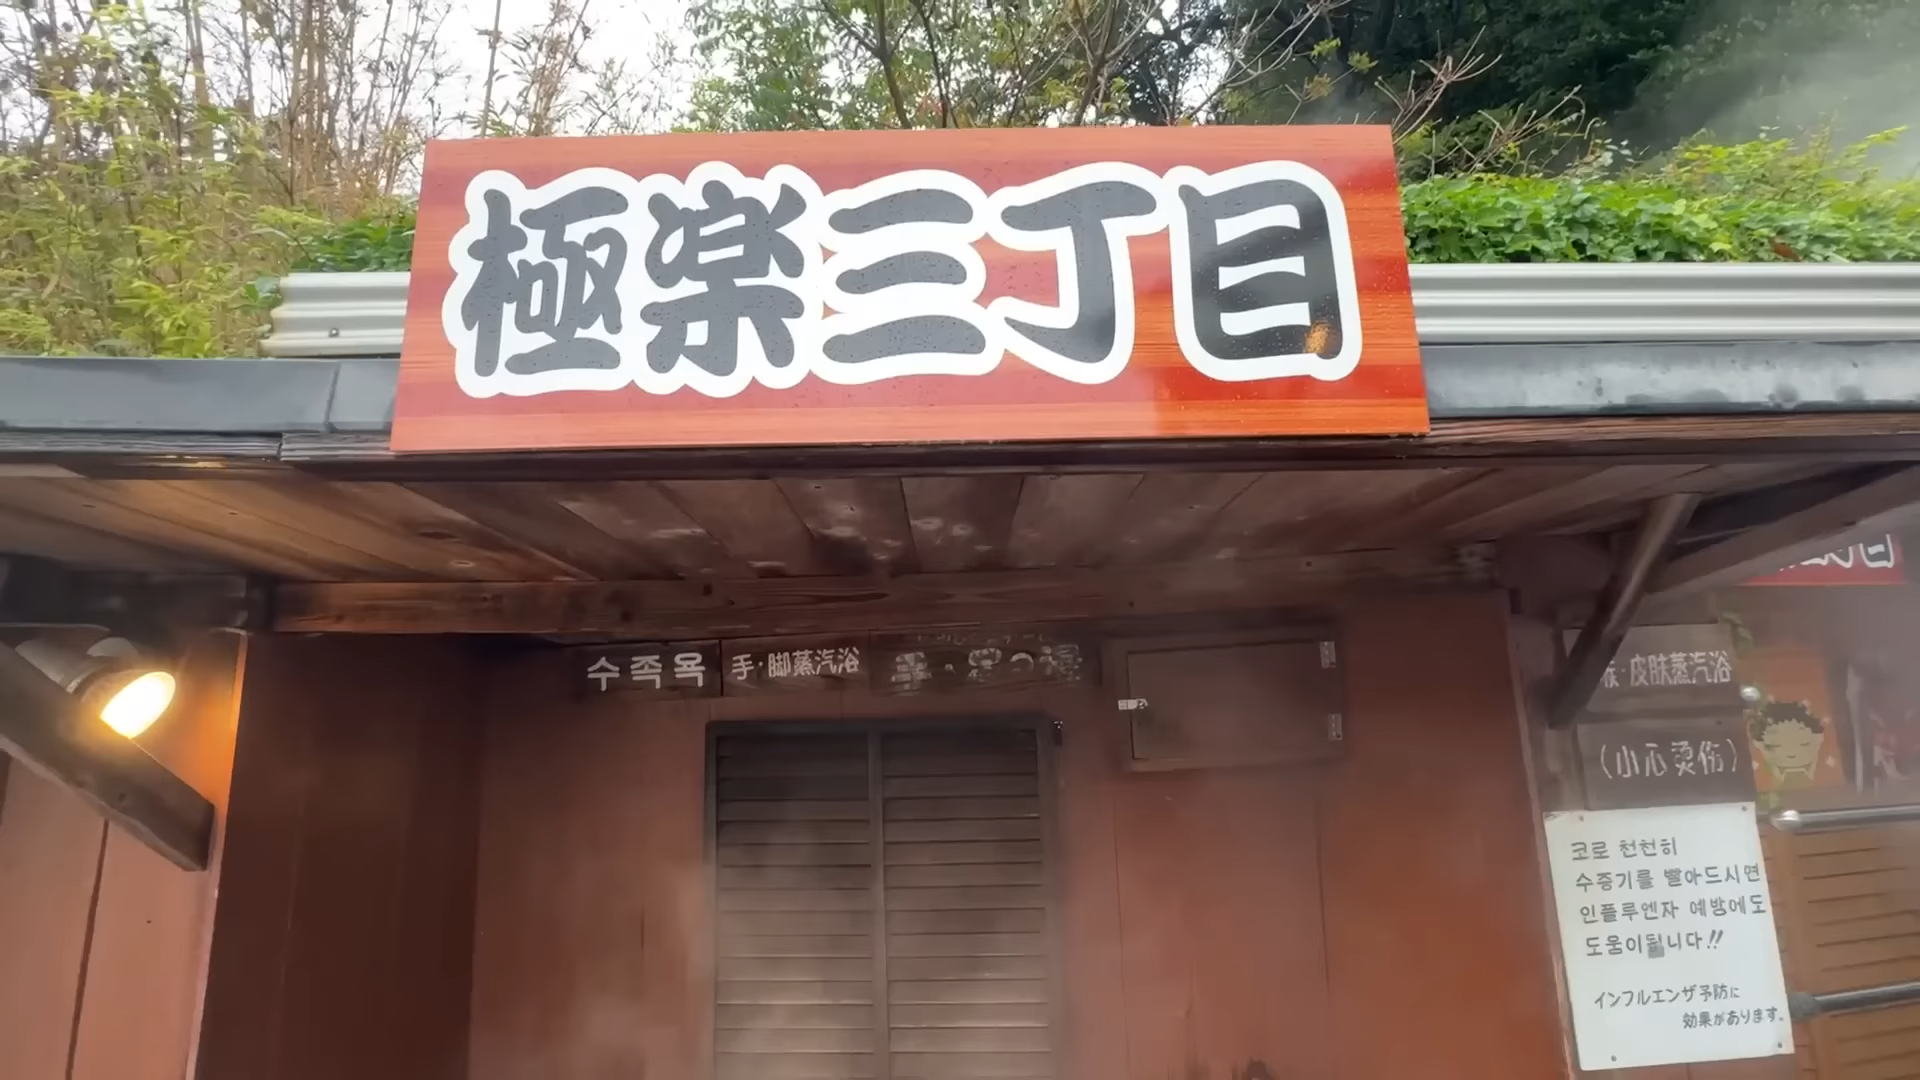 極楽三丁目
수족욕
手·脚蒸汽浴
丁目
皮肤蒸汽浴
(小心烫伤)
코로 천천히
수증기를 빨아드시면
인플루엔자 예방에도
도움이됩니다!!
インフルエンザ予防に
効果があります。